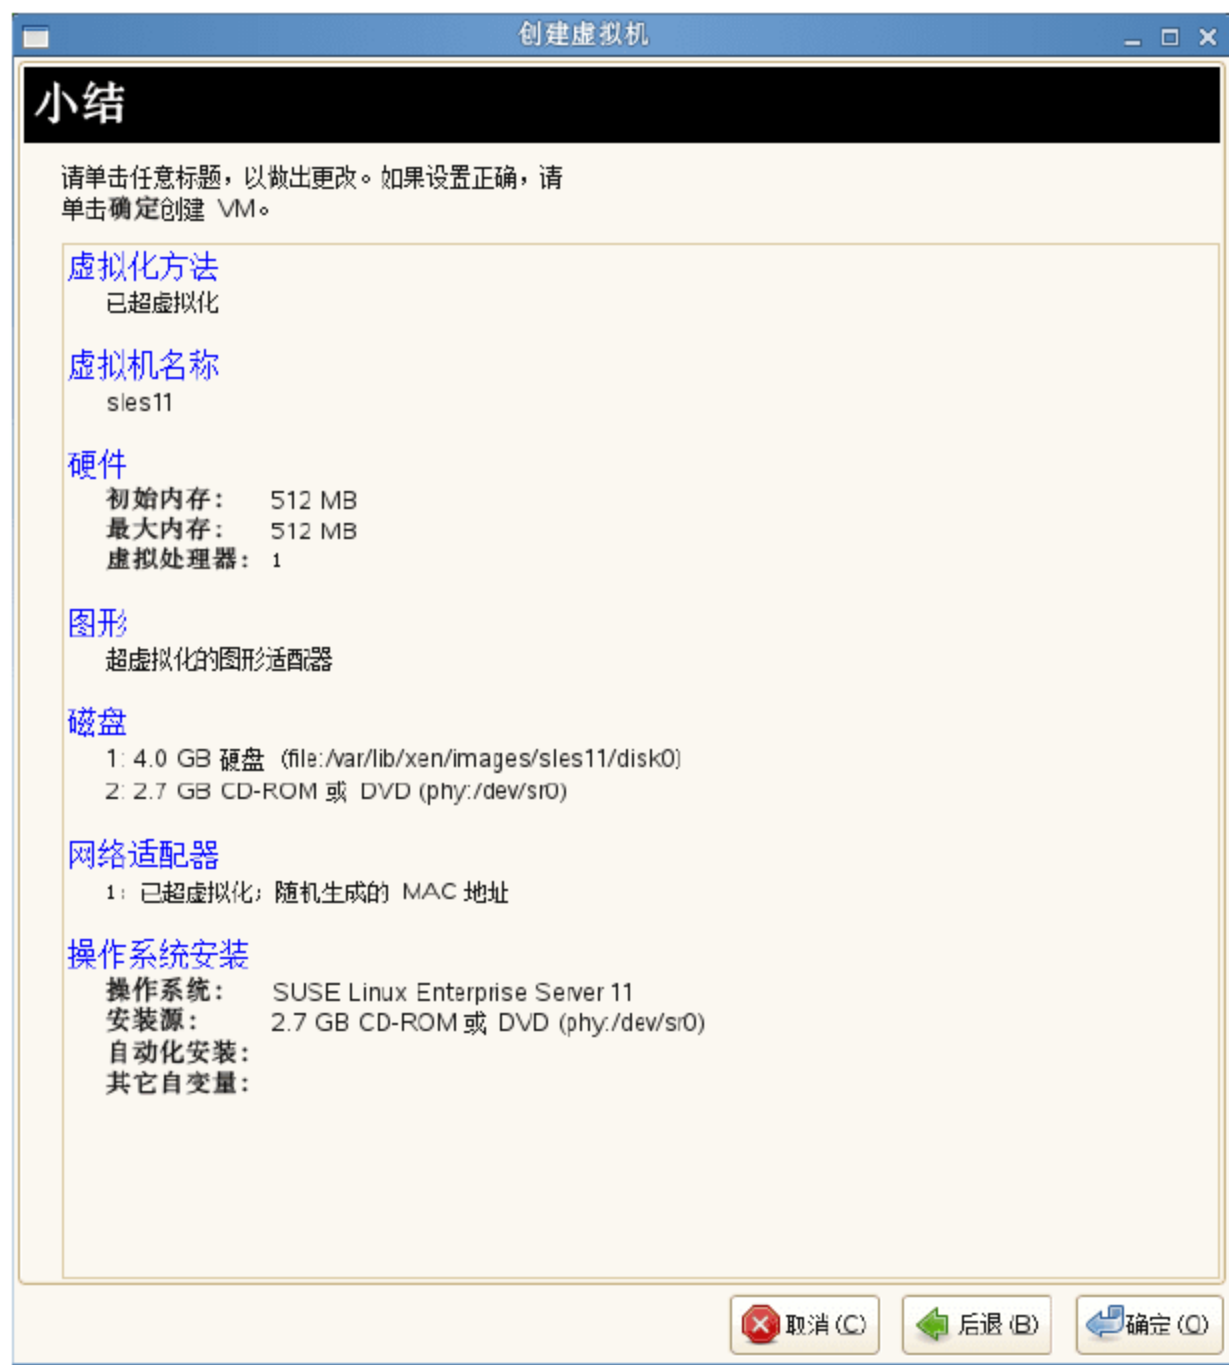 创建虚拟机
小结
请单击任意标题，以做出更改。如果设置正确，请
单击确定创建 VM。
虚拟化方法
已超虚拟化
虚拟机名称
sles11
硬件
初始内存： 512 MB
最大内存： 512 MB
虚拟处理器： 1
图形
超虚拟化的图形适配器
磁盘
1: 4.0 GB 硬盘 (file:/var/lib/xen/images/sles11/disk0)
2: 2.7 GB CD-ROM 或 DVD (phy:/dev/sr0)
网络适配器
1: 已超虚拟化; 随机生成的 MAC 地址
操作系统安装
操作系统： SUSE Linux Enterprise Server 11
安装源： 2.7 GB CD-ROM 或 DVD (phy:/dev/sr0)
自动化安装：
其它自变量：
取消(C) 后退(B) 确定(O)